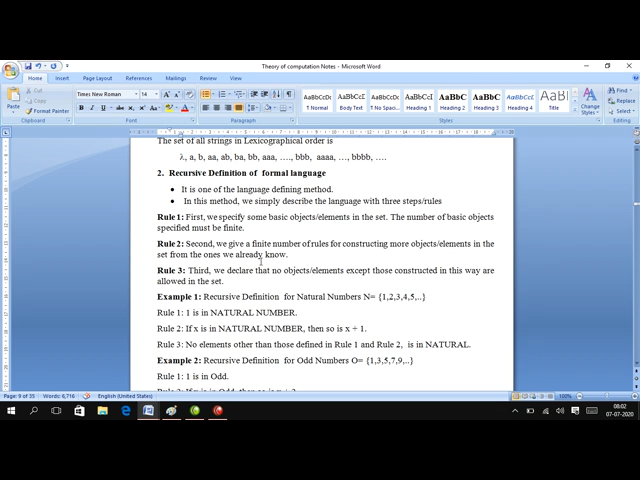 Theory of computation Notes - Microsoft Word
Home Insert Page Layout References Mailings Review View
Cut
Copy
Format Painter
Paste
Clipboard
Times New Roman 14
Font
Paragraph
AaBbCcI AaBbCc AaBbCcI AaBbCcI AaBbC AaBbCc AaBbCcI
¶ Normal Body Text ¶ No Spaci... Heading 1 Heading 2 Heading 3 Heading 4 Title
Change Styles
Styles
Find
Replace
Select
Editing
The set of all strings in Lexicographical order is
λ, a, b, aa, ab, ba, bb, aaa, …., bbb, aaaa, …, bbbb, ….
2. Recursive Definition of formal language
• It is one of the language defining method.
• In this method, we simply describe the language with three steps/rules
Rule 1: First, we specify some basic objects/elements in the set. The number of basic objects
specified must be finite.
Rule 2: Second, we give a finite number of rules for constructing more objects/elements in the
set from the ones we already know.
Rule 3: Third, we declare that no objects/elements except those constructed in this way are
allowed in the set.
Example 1: Recursive Definition for Natural Numbers N= {1,2,3,4,5,..}
Rule 1: 1 is in NATURAL NUMBER.
Rule 2: If x is in NATURAL NUMBER, then so is x + 1.
Rule 3: No elements other than those defined in Rule 1 and Rule 2, is in NATURAL.
Example 2: Recursive Definition for Odd Numbers O= {1,3,5,7,9,..}
Rule 1: 1 is in Odd.
Page: 9 of 35 Words: 6,716 English (United States) 100%
08:02
07-07-2020